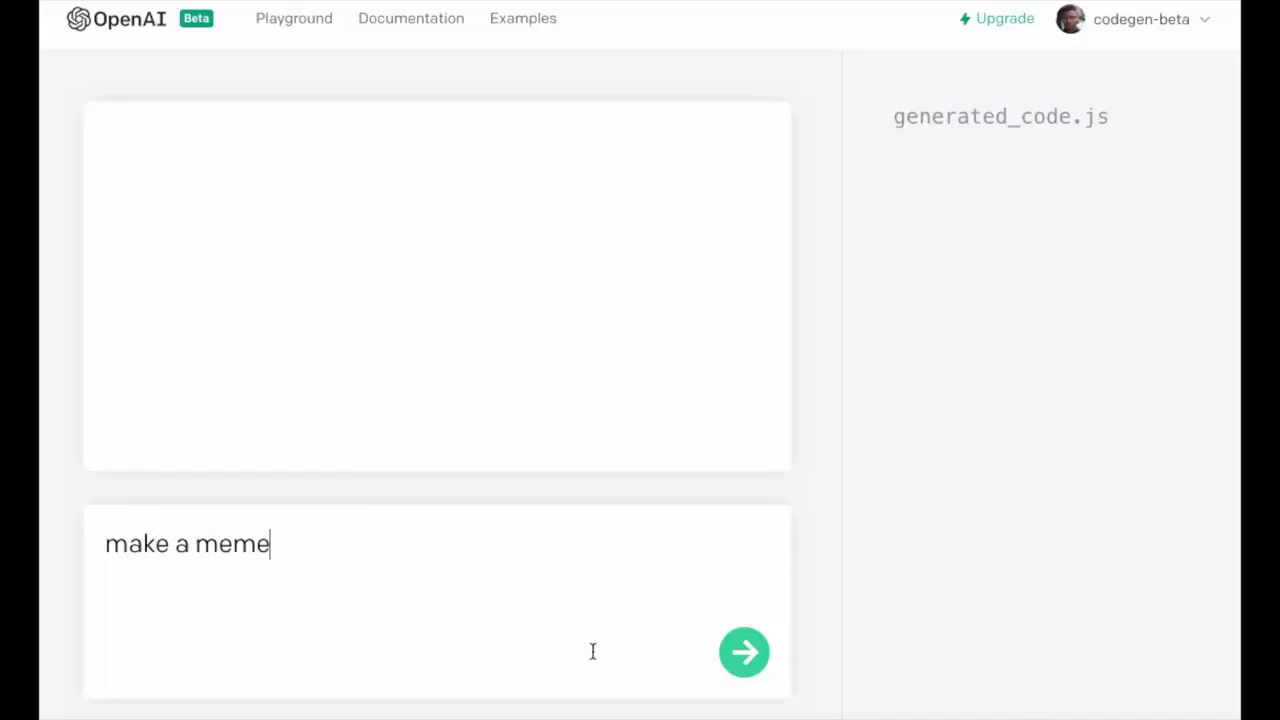 OpenAI Beta Playground Documentation Examples Upgrade codegen-beta
generated_code.js
make a meme